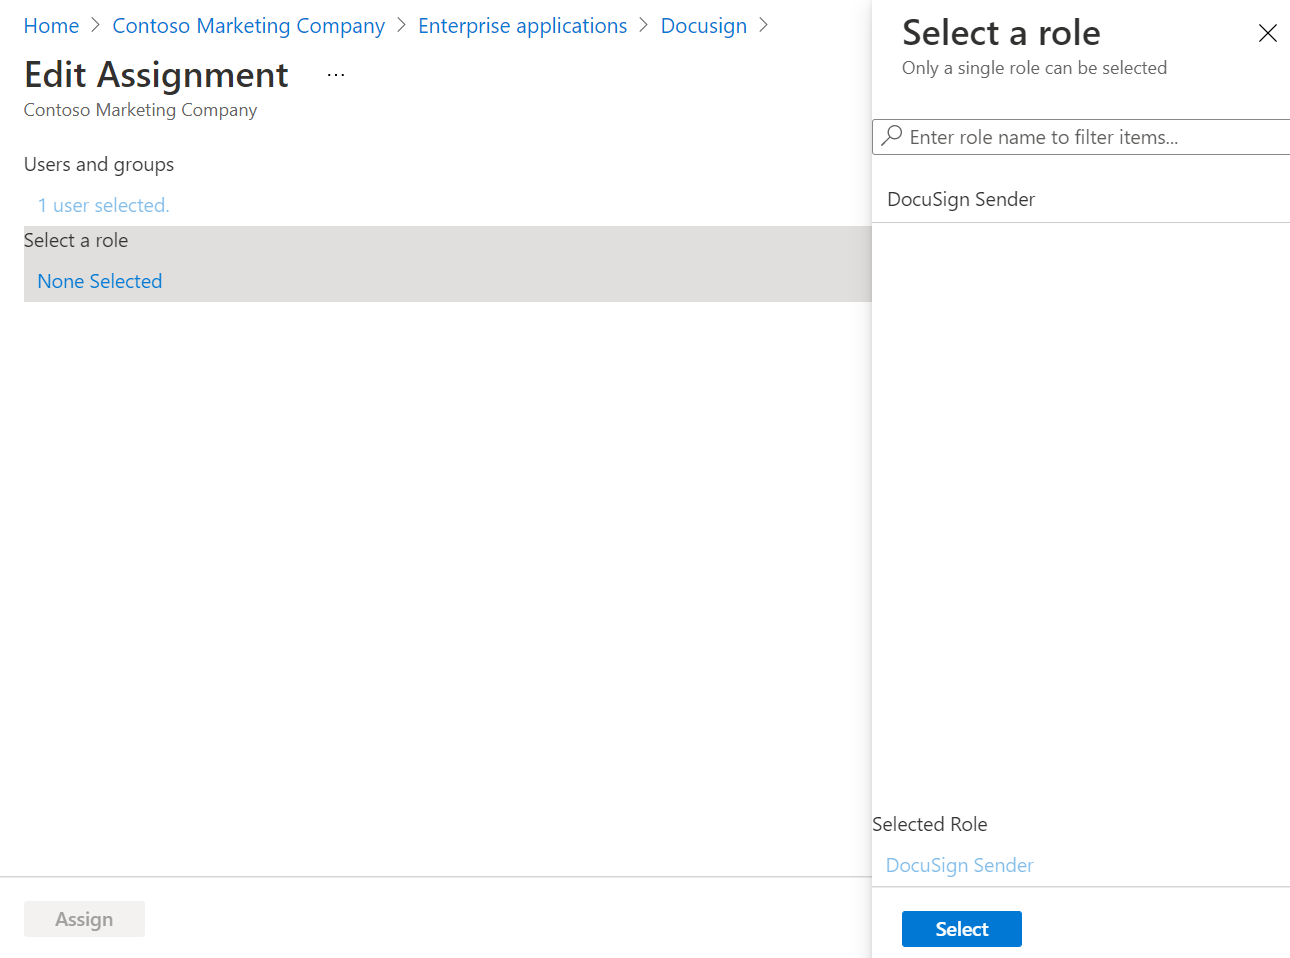 Home > Contoso Marketing Company > Enterprise applications > Docusign >
Edit Assignment ...
Contoso Marketing Company
Users and groups
1 user selected.
Select a role
None Selected
Assign
Select a role
Only a single role can be selected
Enter role name to filter items...
DocuSign Sender
Selected Role
DocuSign Sender
Select